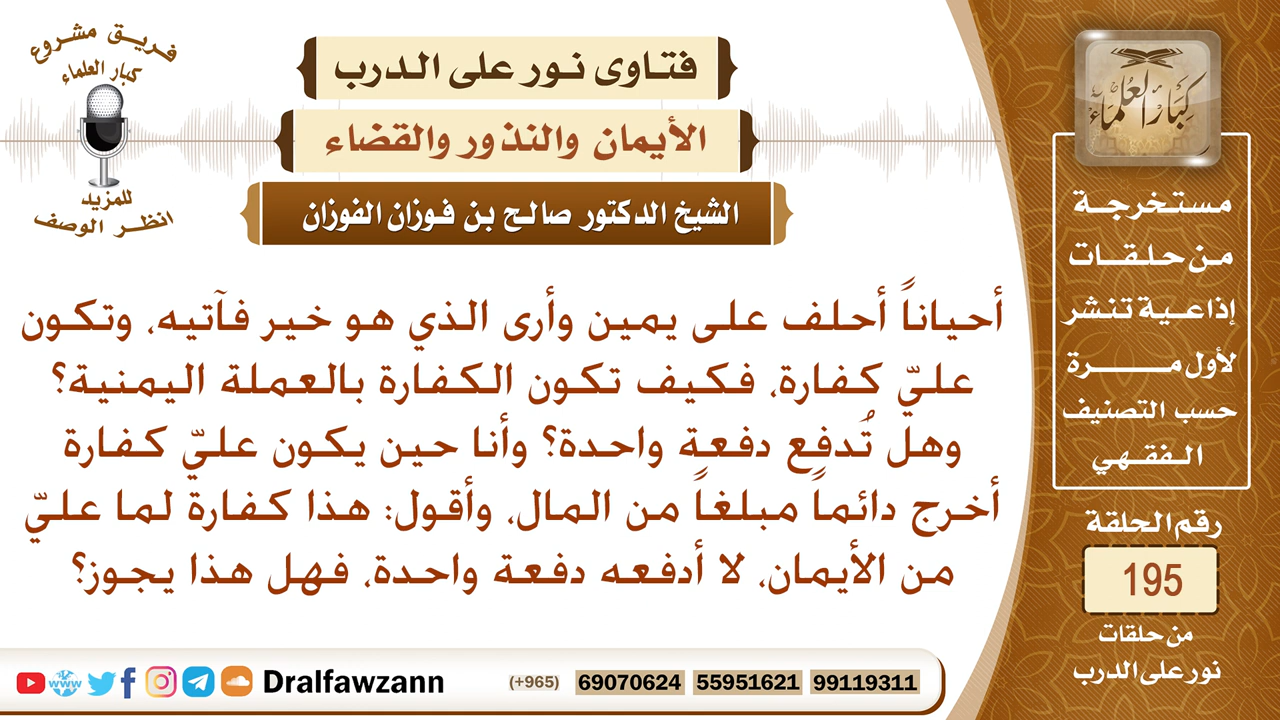 فريق مشروع
كبار العلماء
للمزيد
انظر الوصف
فتاوى نور على الدرب
الأيمان والنذور والقضاء
الشيخ الدكتور صالح بن فوزان الفوزان
أحياناً أحلف على يمين وأرى الذي هو خير فآتيه، وتكون
عليّ كفارة، فكيف تكون الكفارة بالعملة اليمنية؟
وهل تُدفع دفعة واحدة؟ وأنا حين يكون عليّ كفارة
أخرج دائماً مبلغاً من المال، وأقول: هذا كفارة لما عليّ
من الأيمان، لا أدفعه دفعة واحدة، فهل هذا يجوز؟
كبار العلماء
مستخرجة
من حلقات
إذاعية تنشر
لأول مرة
حسب التصنيف
الفقهي
رقم الحلقة
195
من حلقات
نور على الدرب
www Dralfawzann (+965) 69070624 55951621 99119311